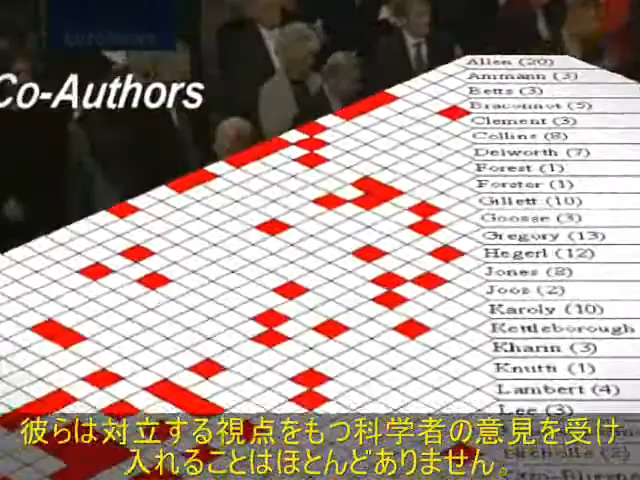 Co-Authors
Allen (20)
Ammann (3)
Betts (3)
Braconnot (5)
Clement (3)
Collins (8)
Delworth (7)
Forest (1)
Forster (1)
Gillett (10)
Goosse (3)
Gregory (13)
Hegerl (12)
Jones (8)
Joos (2)
Karoly (10)
Kettleborough
Kharin (3)
Knutti (1)
Lambert (4)
Lee (3)
彼らは対立する視点をもつ科学者の意見を受け
入れることはほとんどありません。